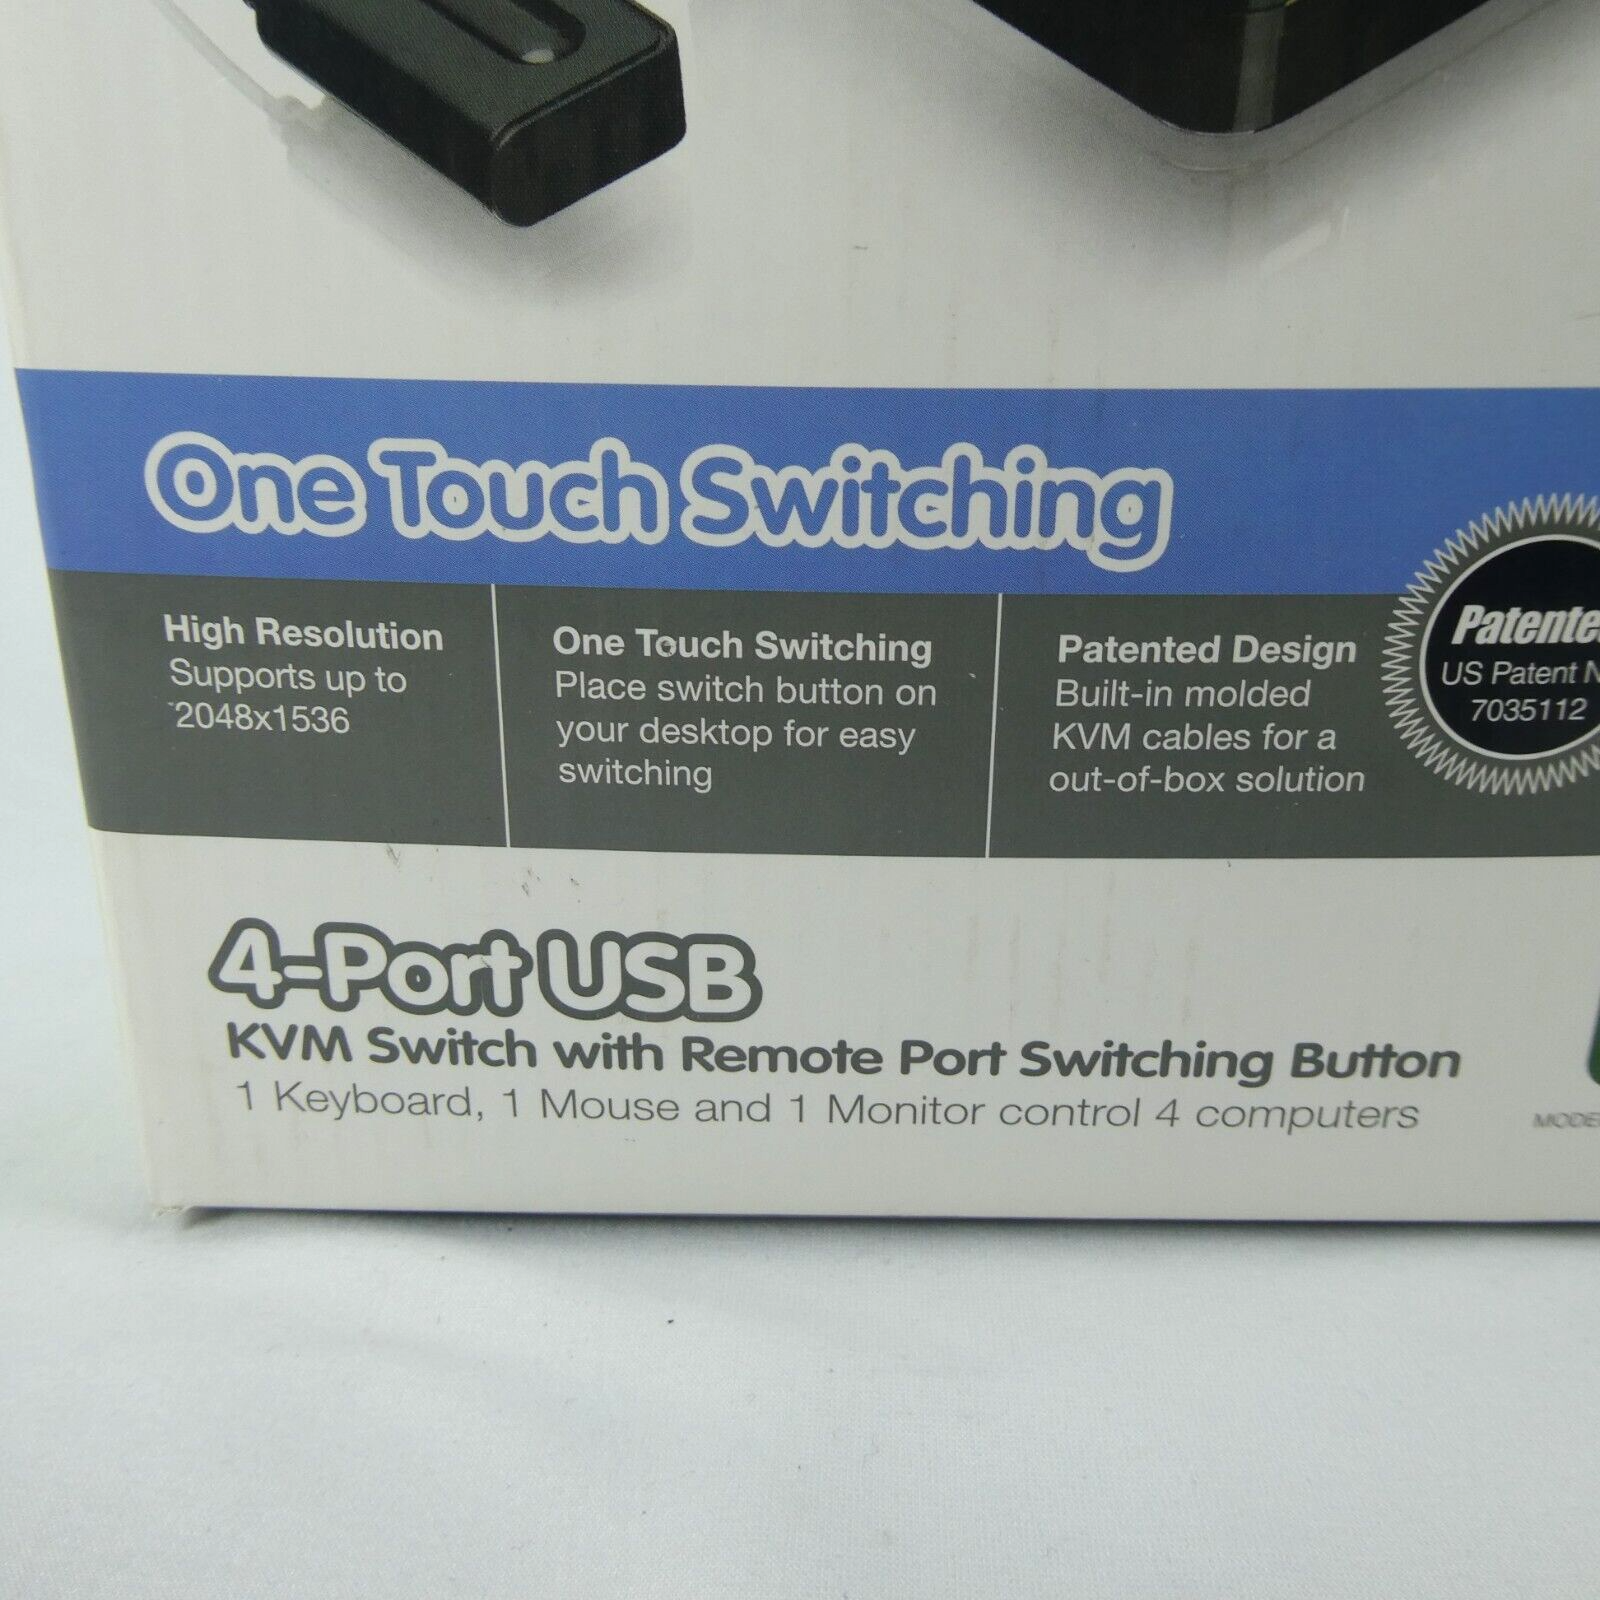 One Touch Switching
High Resolution
Supports up to
2048x1536
One Touch Switching
Place switch button on
your desktop for easy
switching
Patented Design
Built-in molded
KVM cables for a
out-of-box solution
US Patent
7035112
4-Port USB
KVM Switch with Remote Port Switching Button
1 Keyboard, 1 Mouse and 1 Monitor control 4 computers